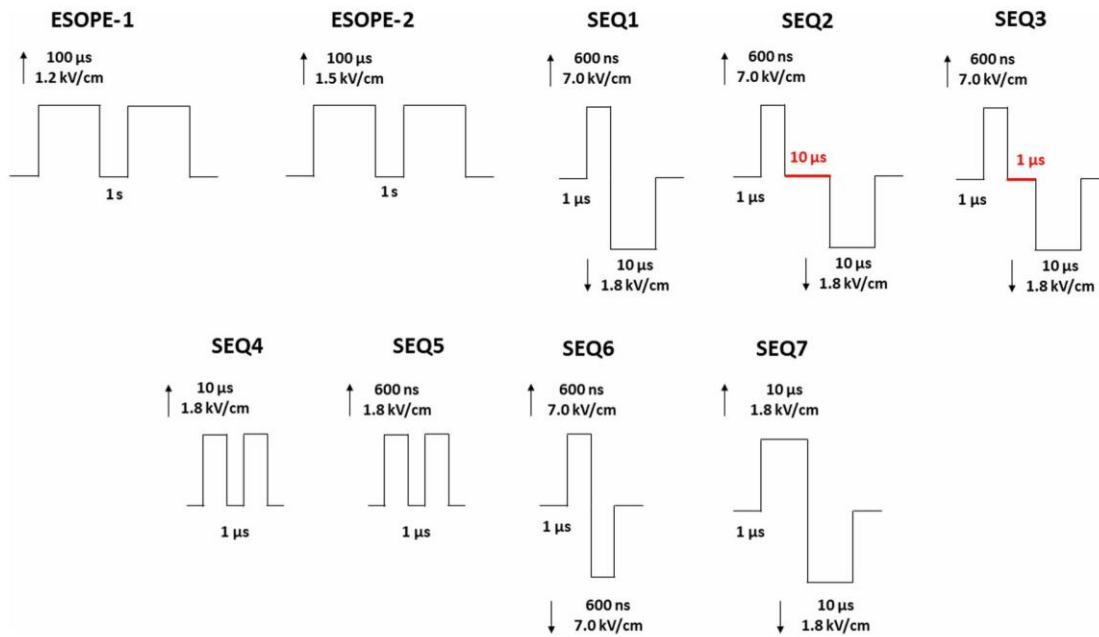 ESOPE-1
100 µs
1.2 kV/cm
1 s
ESOPE-2
100 µs
1.5 kV/cm
1 s
SEQ1
600 ns
7.0 kV/cm
1 µs
10 µs
1.8 kV/cm
SEQ2
600 ns
7.0 kV/cm
10 µs
1 µs
10 µs
1.8 kV/cm
SEQ3
600 ns
7.0 kV/cm
1 µs
1 µs
10 µs
1.8 kV/cm
SEQ4
10 µs
1.8 kV/cm
1 µs
SEQ5
600 ns
1.8 kV/cm
1 µs
SEQ6
600 ns
7.0 kV/cm
1 µs
600 ns
7.0 kV/cm
SEQ7
10 µs
1.8 kV/cm
1 µs
10 µs
1.8 kV/cm